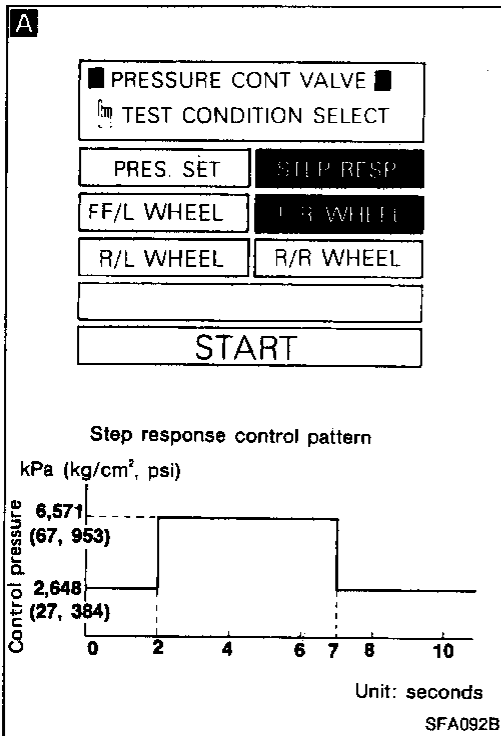 A
PRESSURE CONT VALVE
TEST CONDITION SELECT
PRES. SET STEP RESP
FF/L WHEEL F/R WHEEL
R/L WHEEL R/R WHEEL
START
Step response control pattern
kPa (kg/cm², psi)
Control pressure
6,571
(67, 953)
2,648
(27, 384)
0 2 4 6 7 8 10
Unit: seconds
SFA092B